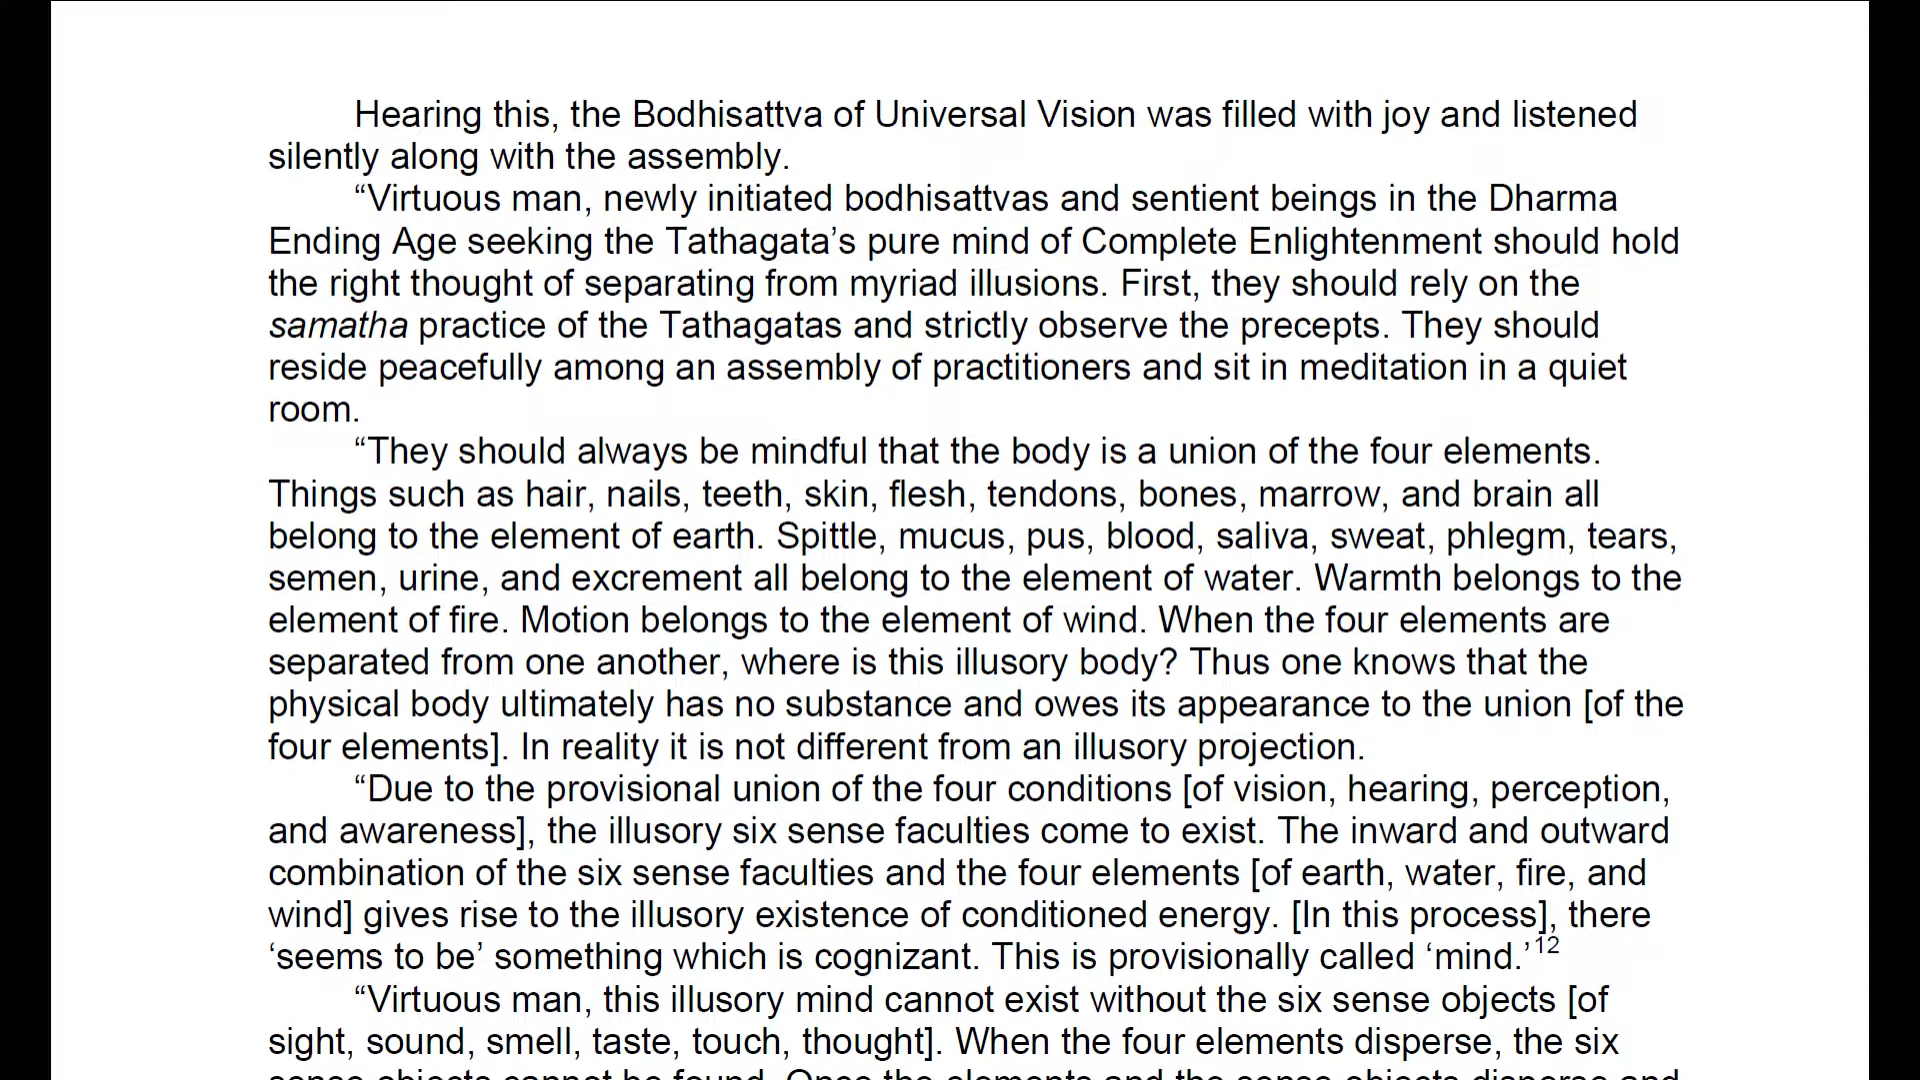 Hearing this, the Bodhisattva of Universal Vision was filled with joy and listened
silently along with the assembly.
“Virtuous man, newly initiated bodhisattvas and sentient beings in the Dharma
Ending Age seeking the Tathagata’s pure mind of Complete Enlightenment should hold
the right thought of separating from myriad illusions. First, they should rely on the
samatha practice of the Tathagatas and strictly observe the precepts. They should
reside peacefully among an assembly of practitioners and sit in meditation in a quiet
room.
“They should always be mindful that the body is a union of the four elements.
Things such as hair, nails, teeth, skin, flesh, tendons, bones, marrow, and brain all
belong to the element of earth. Spittle, mucus, pus, blood, saliva, sweat, phlegm, tears,
semen, urine, and excrement all belong to the element of water. Warmth belongs to the
element of fire. Motion belongs to the element of wind. When the four elements are
separated from one another, where is this illusory body? Thus one knows that the
physical body ultimately has no substance and owes its appearance to the union [of the
four elements]. In reality it is not different from an illusory projection.
“Due to the provisional union of the four conditions [of vision, hearing, perception,
and awareness], the illusory six sense faculties come to exist. The inward and outward
combination of the six sense faculties and the four elements [of earth, water, fire, and
wind] gives rise to the illusory existence of conditioned energy. [In this process], there
‘seems to be’ something which is cognizant. This is provisionally called ‘mind.’12
“Virtuous man, this illusory mind cannot exist without the six sense objects [of
sight, sound, smell, taste, touch, thought]. When the four elements disperse, the six
sense objects cannot be found. Once the elements and the sense objects disperse and